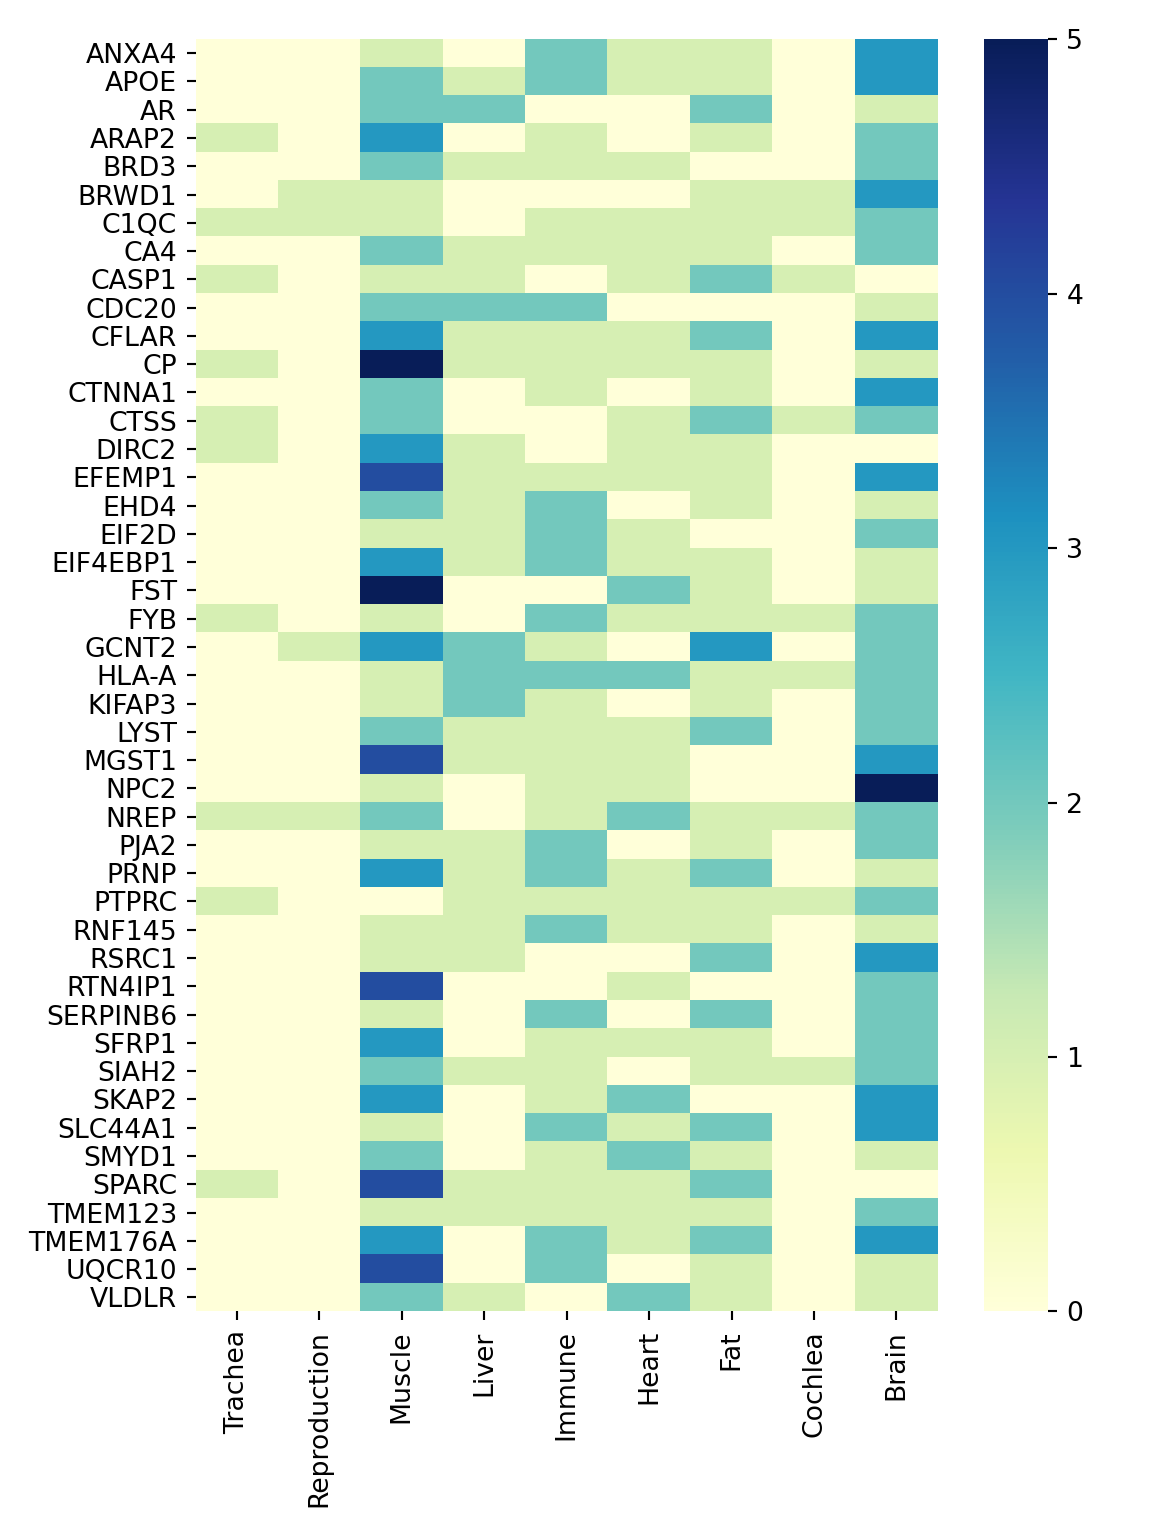 ANXA4
APOE
AR
ARAP2
BRD3
BRWD1
C1QC
CA4
CASP1
CDC20
CFLAR
CP
CTNNA1
CTSS
DIRC2
EFEMP1
EHD4
EIF2D
EIF4EBP1
FST
FYB
GCNT2
HLA-A
KIFAP3
LYST
MGST1
NPC2
NREP
PJA2
PRNP
PTPRC
RNF145
RSRC1
RTN4IP1
SERPINB6
SFRP1
SIAH2
SKAP2
SLC44A1
SMYD1
SPARC
TMEM123
TMEM176A
UQCR10
VLDLR
Trachea
Reproduction
Muscle
Liver
Immune
Heart
Fat
Cochlea
Brain
5
4
3
2
1
0